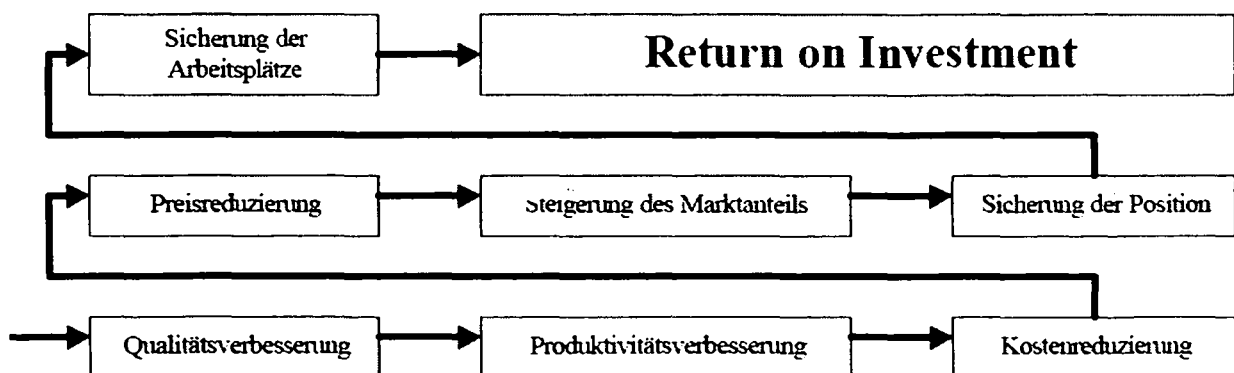 Sicherung der
Arbeitsplätze
Return on Investment
Preisreduzierung
Steigerung des Marktanteils
Sicherung der Position
Qualitätsverbesserung
Produktivitätsverbesserung
Kostenreduzierung